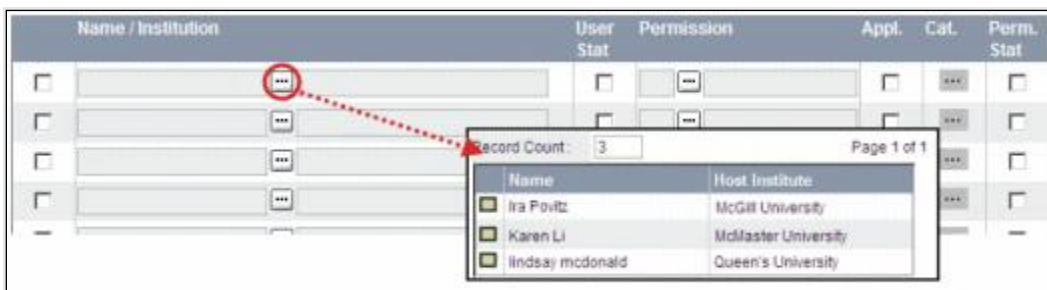 Name / Institution User Stat Permission Appl. Cat. Perm. Stat
Record Count: 3 Page 1 of 1
Name Host Institute
Ira Povitz McGill University
Karen Li McMaster University
lindsay mcdonald Queen's University